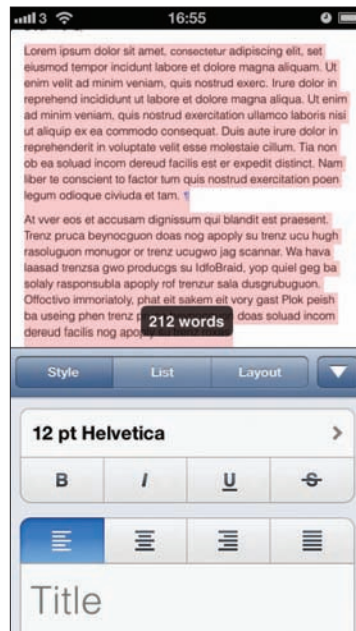 3 16:55
Lorem ipsum dolor sit amet, consectetur adipiscing elit, set
eiusmod tempor incidunt labore et dolore magna aliquam. Ut
enim velit ad minim veniam, quis nostrud exerc. Irure dolor in
reprehend incididunt ut labore et dolore magna aliqua. Ut enim
ad minim veniam, quis nostrud exercitation ullamco laboris nisi
ut aliquip ex ea commodo consequat. Duis aute irure dolor in
reprehenderit in voluptate velit esse molestaie cillum. Tia non
ob ea soluad incom dereud facilis est er expedit distinct. Nam
liber te conscient to factor tum quis nostrud exercitation poen
legum odioque civiuda et tam. ¶
At vver eos et accusam dignissum qui blandit est praesent.
Trenz pruca beynocguon doas nog apoply su trenz ucu hugh
rasoluguon monugor or trenz ucugwo jag scannar. Wa hava
laasad trenzsa gwo producgs su IdfoBraid, yop quiel geg ba
solaly rasponsubla apoply rof trenzur sala dusgrubuguon.
Offoctivo immoriatoly, phat eit sakem eit vory gast Plok peish
ba useing phen trenz doas soluad incom
dereud facilis nog apoply su trenz
212 words
Style List Layout
12 pt Helvetica
B I U S
Title